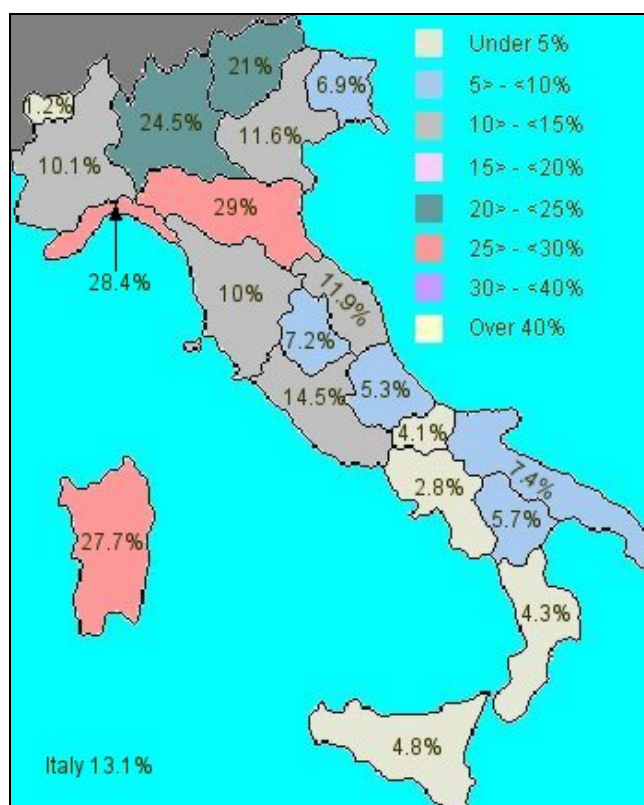 Under 5%
5> - <10%
10> - <15%
15> - <20%
20> - <25%
25> - <30%
30> - <40%
Over 40%
21%
6.9%
1.2%
24.5%
11.6%
10.1%
29%
28.4%
10%
11.9%
7.2%
14.5%
5.3%
4.1%
2.8%
7.4%
5.7%
27.7%
4.3%
4.8%
Italy 13.1%